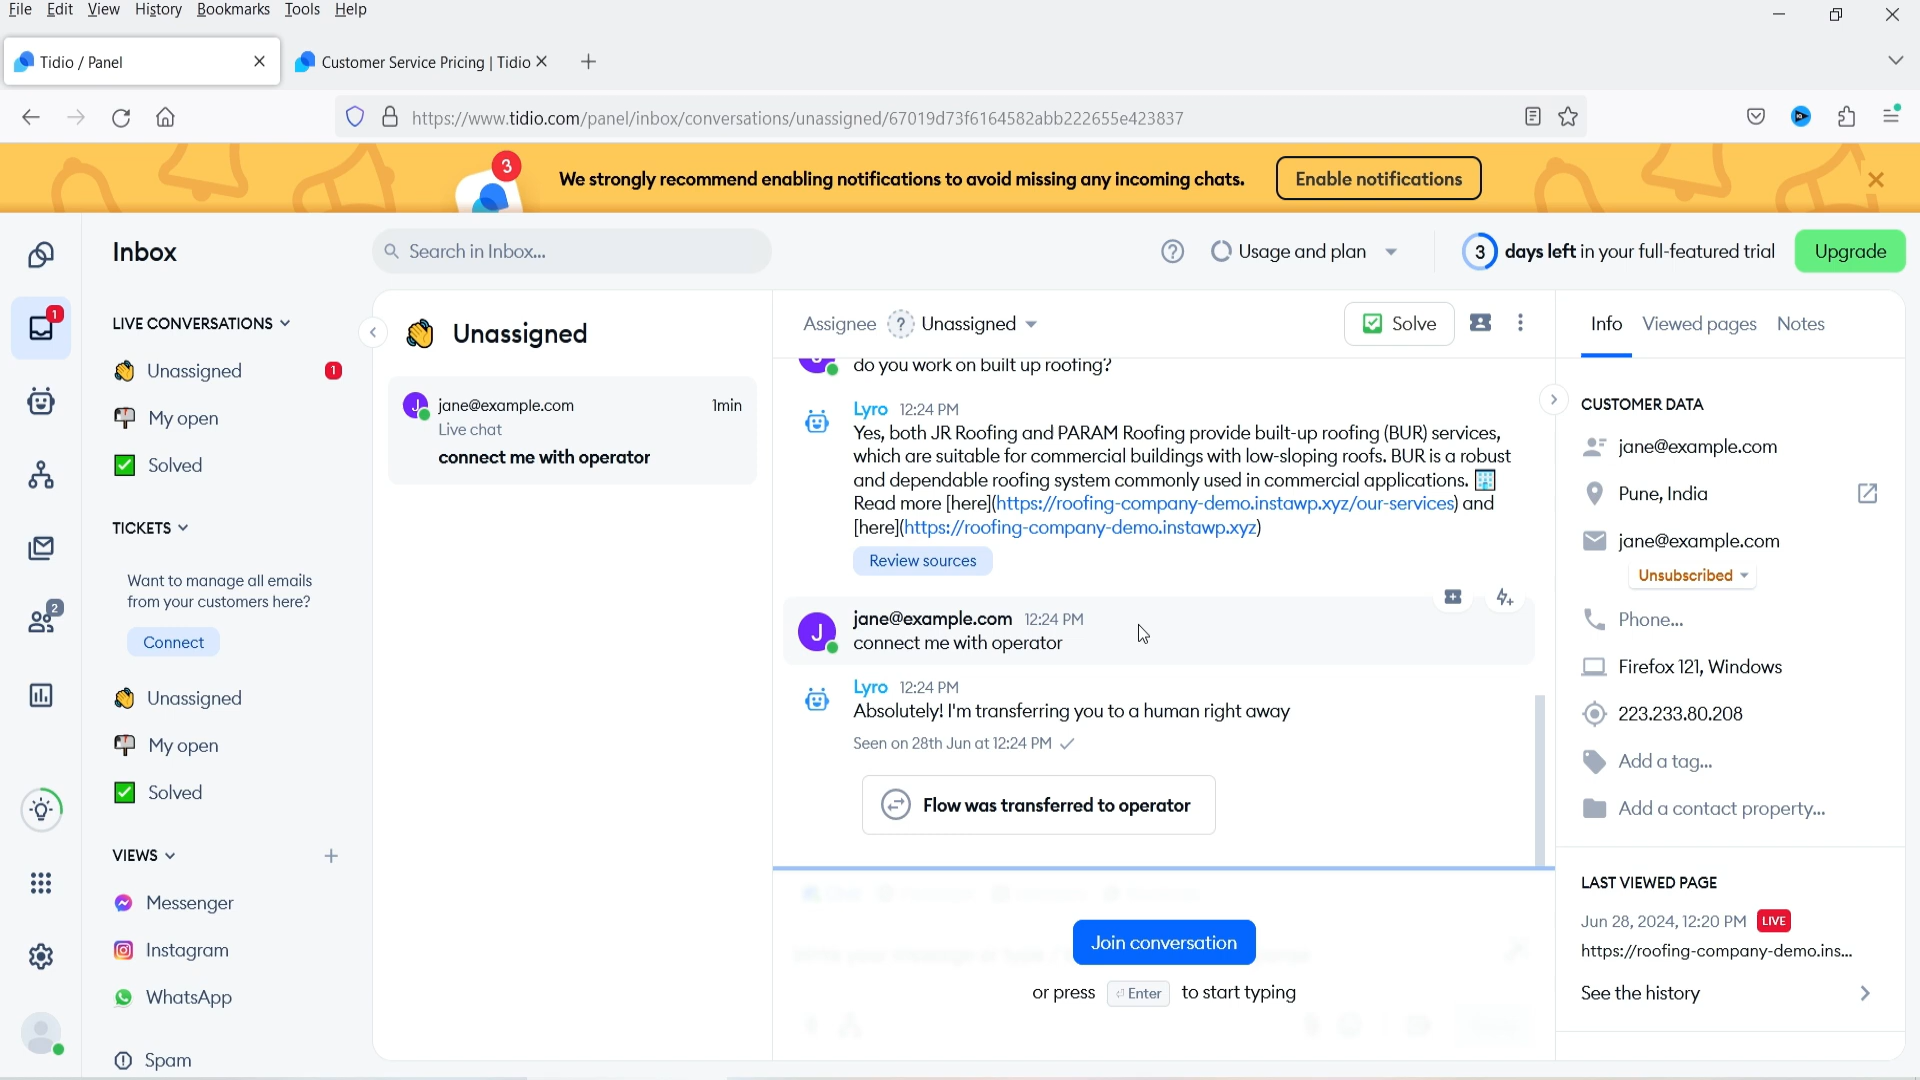 File Edit View History Bookmarks Tools Help
Tidio / Panel
Customer Service Pricing | Tidio
https://www.tidio.com/panel/inbox/conversations/unassigned/67019d73f6164582abb222655e423837
3
We strongly recommend enabling notifications to avoid missing any incoming chats.
Enable notifications
Inbox
Search in Inbox...
Usage and plan
3 days left in your full-featured trial
Upgrade
1
2
LIVE CONVERSATIONS
Unassigned 1
My open
Solved
TICKETS
Want to manage all emails
from your customers here?
Connect
Unassigned
My open
Solved
VIEWS
Messenger
Instagram
WhatsApp
Spam
Unassigned
J jane@example.com 1min
Live chat
connect me with operator
Assignee ? Unassigned
Solve
do you work on built up roofing?
Lyro 12:24 PM
Yes, both JR Roofing and PARAM Roofing provide built-up roofing (BUR) services,
which are suitable for commercial buildings with low-sloping roofs. BUR is a robust
and dependable roofing system commonly used in commercial applications.
Read more [here](https://roofing-company-demo.instawp.xyz/our-services) and
[here](https://roofing-company-demo.instawp.xyz)
Review sources
J jane@example.com 12:24 PM
connect me with operator
Lyro 12:24 PM
Absolutely! I'm transferring you to a human right away
Seen on 28th Jun at 12:24 PM
Flow was transferred to operator
Join conversation
or press Enter to start typing
Info Viewed pages Notes
CUSTOMER DATA
jane@example.com
Pune, India
jane@example.com
Unsubscribed
Phone...
Firefox 121, Windows
223.233.80.208
Add a tag...
Add a contact property...
LAST VIEWED PAGE
Jun 28, 2024, 12:20 PM LIVE
https://roofing-company-demo.ins...
See the history